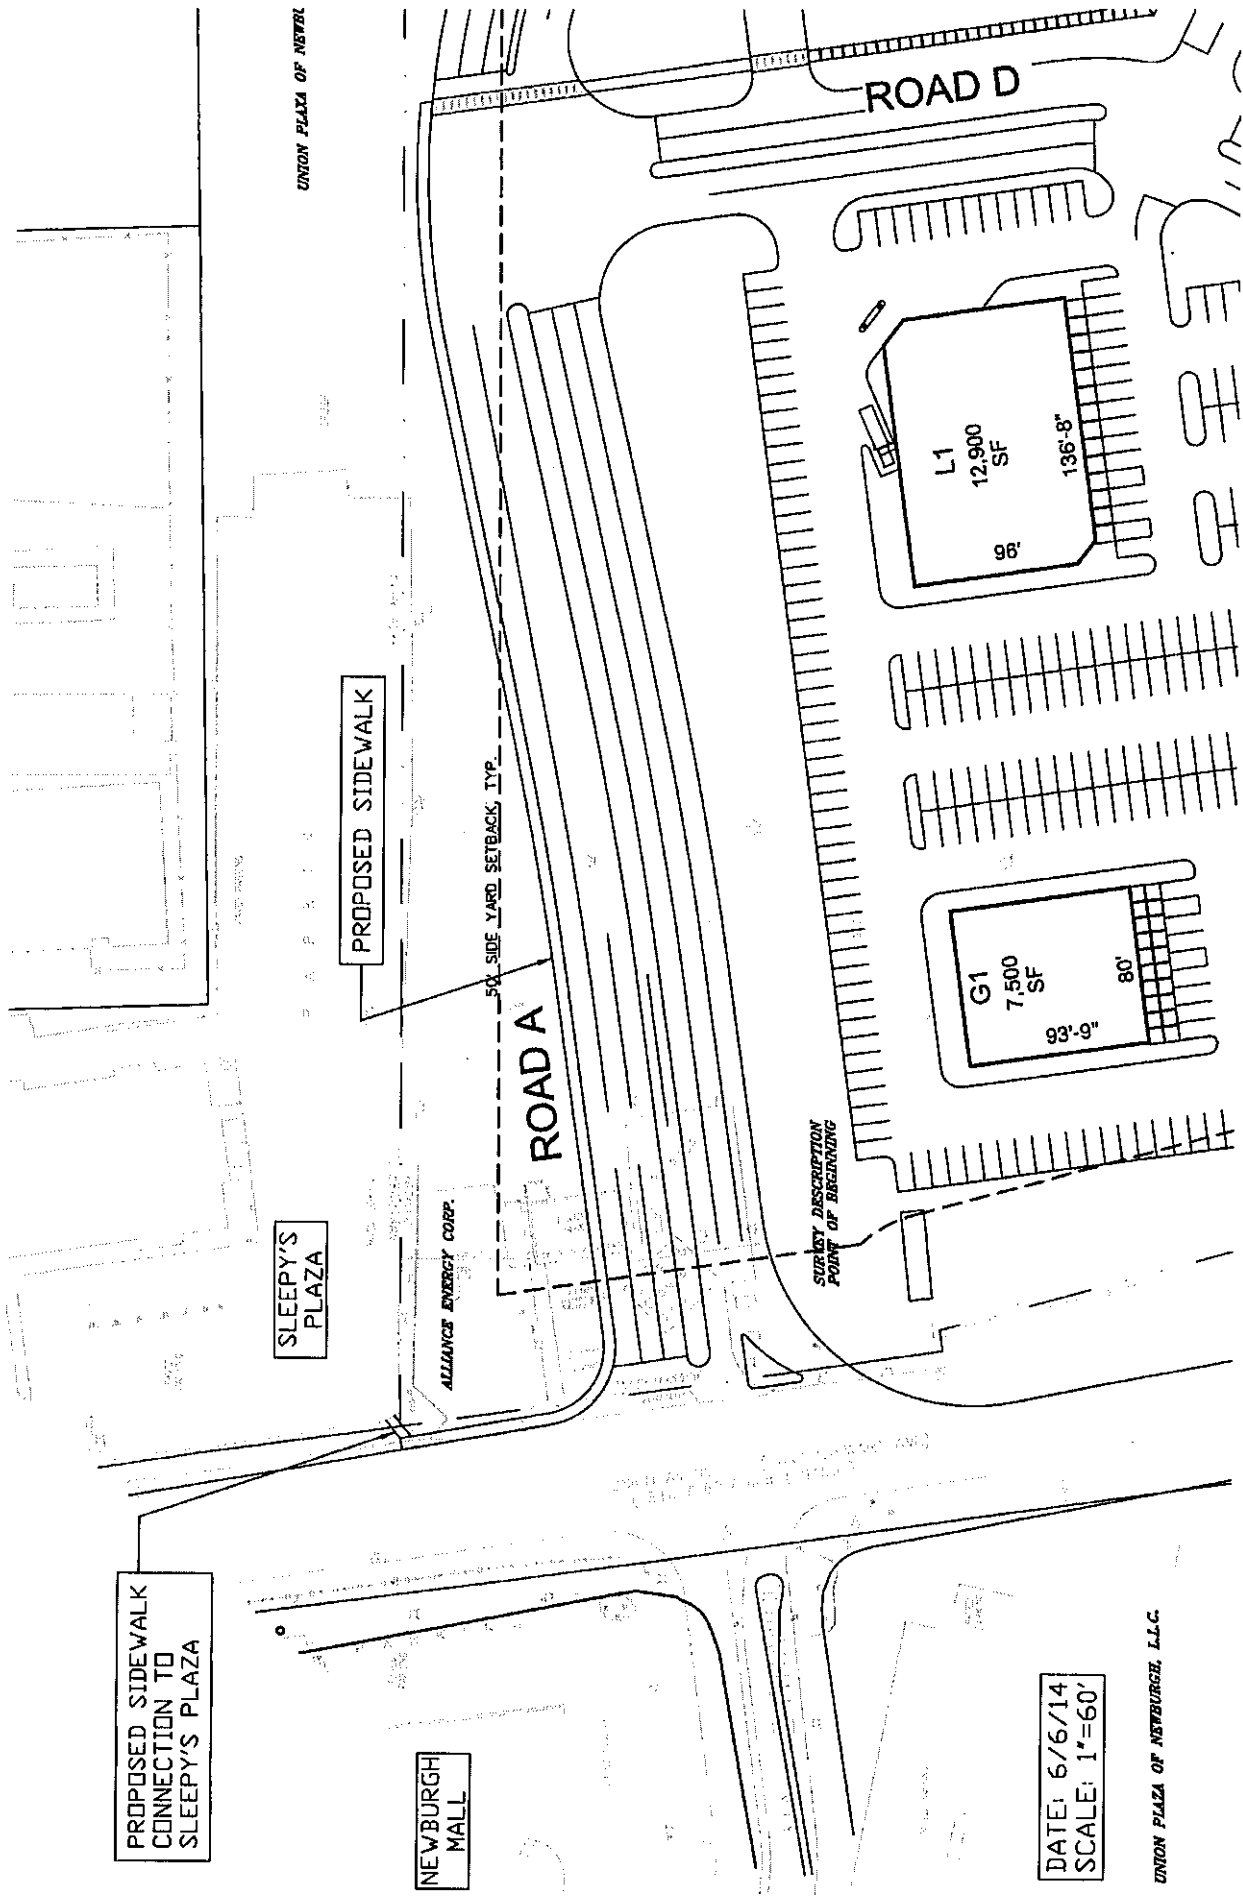 UNION PLAXA OF NEWBU
ROAD D
PROPOSED SIDEWALK
L1
12,900
SF
136'-8"
96'
50' SIDE YARD SETBACK, TYP.
ROAD A
G1
7,500
SF
80'
93'-9"
SURVEY DESCRIPTION
POINT OF BEGINNING
SLEEPY'S
PLAZA
ALLIANCE ENERGY CORP.
PROPOSED SIDEWALK
CONNECTION TO
SLEEPY'S PLAZA
NEWBURGH
MALL
DATE: 6/6/14
SCALE: 1"=60'
UNION PLAZA OF NEWBURGH, L.L.C.